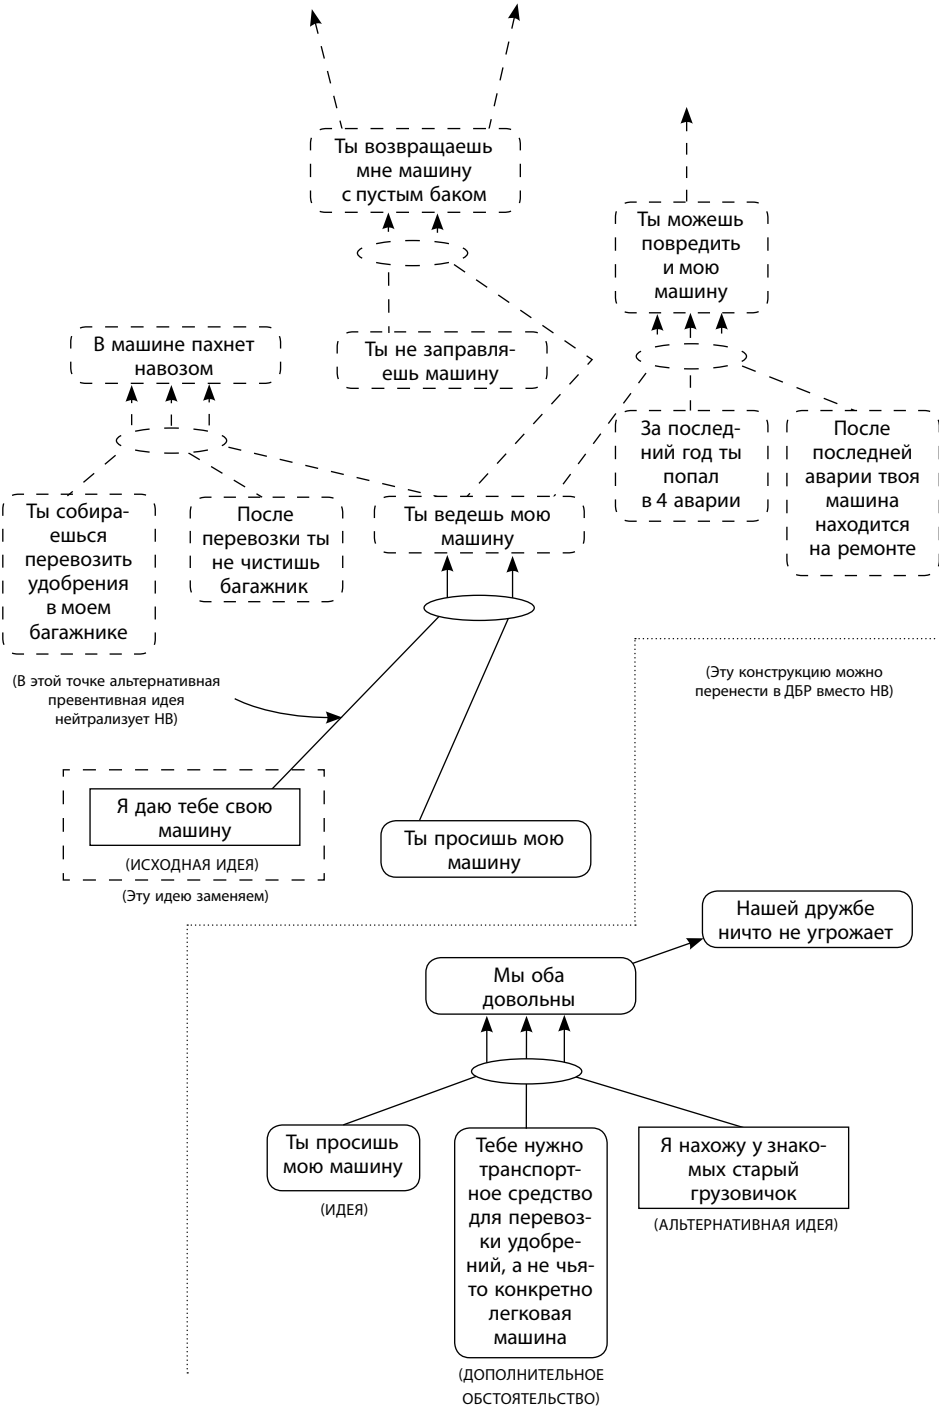 Ты возвращаешь
мне машину
с пустым баком
Ты можешь
повредить
и мою
машину
В машине пахнет
навозом
Ты не заправля-
ешь машину
За послед-
ний год ты
попал
в 4 аварии
После
последней
аварии твоя
машина
находится
на ремонте
Ты собира-
ешься
перевозить
удобрения
в моем
багажнике
После
перевозки ты
не чистишь
багажник
Ты ведешь мою
машину
(В этой точке альтернативная
превентивная идея
нейтрализует НВ)
(Эту конструкцию можно
перенести в ДБР вместо НВ)
Я даю тебе свою
машину
(ИСХОДНАЯ ИДЕЯ)
(Эту идею заменяем)
Ты просишь мою
машину
Нашей дружбе
ничто не угрожает
Мы оба
довольны
Ты просишь
мою машину
(ИДЕЯ)
Тебе нужно
транспорт-
ное средство
для перевоз-
ки удобре-
ний, а не чья-
то конкретно
легковая
машина
(ДОПОЛНИТЕЛЬНОЕ
ОБСТОЯТЕЛЬСТВО)
Я нахожу у знако-
мых старый
грузовичок
(АЛЬТЕРНАТИВНАЯ ИДЕЯ)